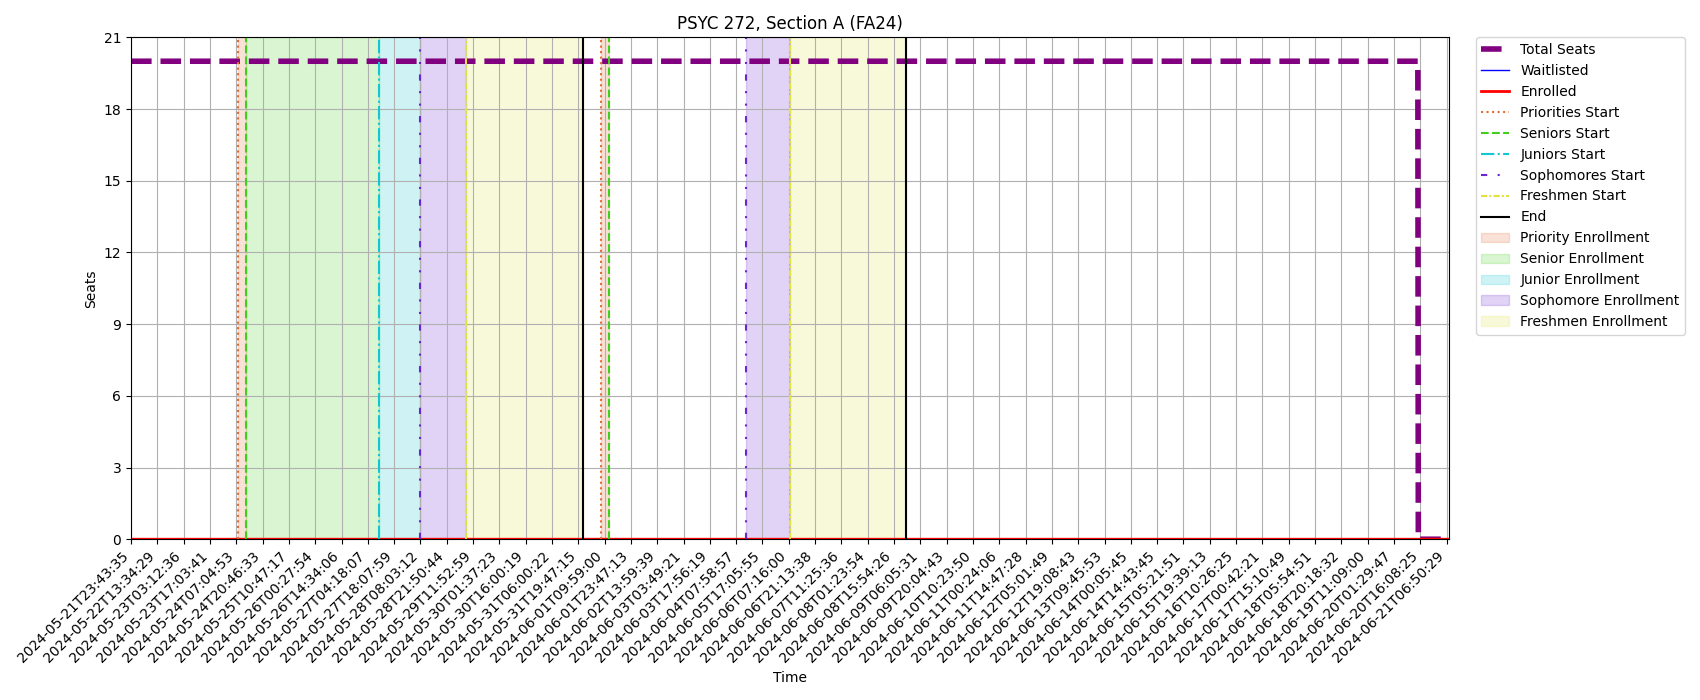 PSYC 272, Section A (FA24)
21
18
15
12
9
6
3
0
Seats
2024-05-21T23:43:35
2024-05-22T13:34:29
2024-05-23T03:12:36
2024-05-23T17:03:41
2024-05-24T07:04:53
2024-05-24T20:46:33
2024-05-25T10:47:17
2024-05-26T00:27:54
2024-05-26T14:34:06
2024-05-27T04:18:07
2024-05-27T18:07:59
2024-05-28T08:03:12
2024-05-28T21:50:44
2024-05-29T11:52:59
2024-05-30T01:37:23
2024-05-30T16:00:19
2024-05-31T06:00:22
2024-05-31T19:47:15
2024-06-01T09:59:00
2024-06-01T23:47:13
2024-06-02T13:59:39
2024-06-03T03:49:21
2024-06-03T17:56:19
2024-06-04T07:58:57
2024-06-05T17:05:55
2024-06-06T07:16:00
2024-06-06T21:13:38
2024-06-07T11:25:36
2024-06-08T01:23:54
2024-06-08T15:54:26
2024-06-09T06:05:31
2024-06-09T20:04:43
2024-06-10T10:23:50
2024-06-11T00:24:06
2024-06-11T14:47:28
2024-06-12T05:01:49
2024-06-12T19:08:43
2024-06-13T09:45:53
2024-06-14T00:05:45
2024-06-14T14:43:45
2024-06-15T05:21:51
2024-06-15T19:39:13
2024-06-16T10:26:25
2024-06-17T00:42:21
2024-06-17T15:10:49
2024-06-18T05:54:51
2024-06-18T20:18:32
2024-06-19T11:09:00
2024-06-20T01:29:47
2024-06-20T16:08:25
2024-06-21T06:50:29
Time
Total Seats
Waitlisted
Enrolled
Priorities Start
Seniors Start
Juniors Start
Sophomores Start
Freshmen Start
End
Priority Enrollment
Senior Enrollment
Junior Enrollment
Sophomore Enrollment
Freshmen Enrollment